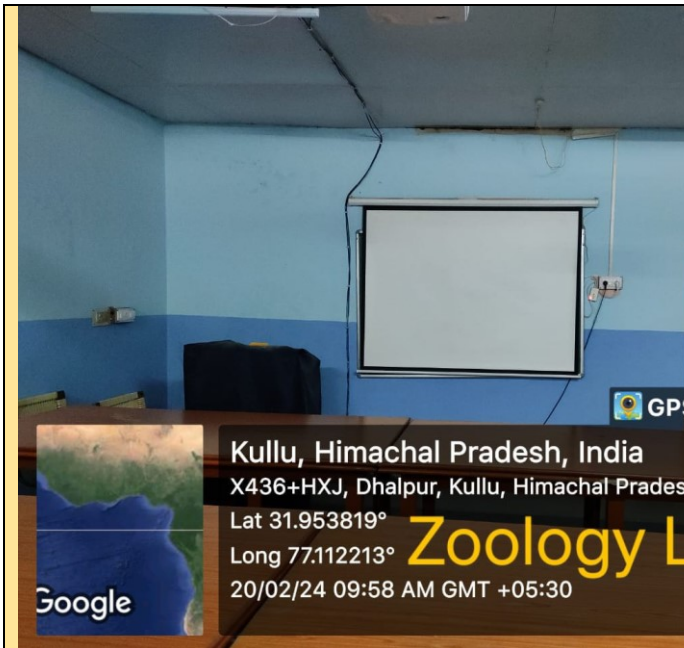 GPS
Kullu, Himachal Pradesh, India
X436+HXJ, Dhalpur, Kullu, Himachal Prades
Lat 31.953819°
Long 77.112213°
Zoology L
20/02/24 09:58 AM GMT +05:30
Google